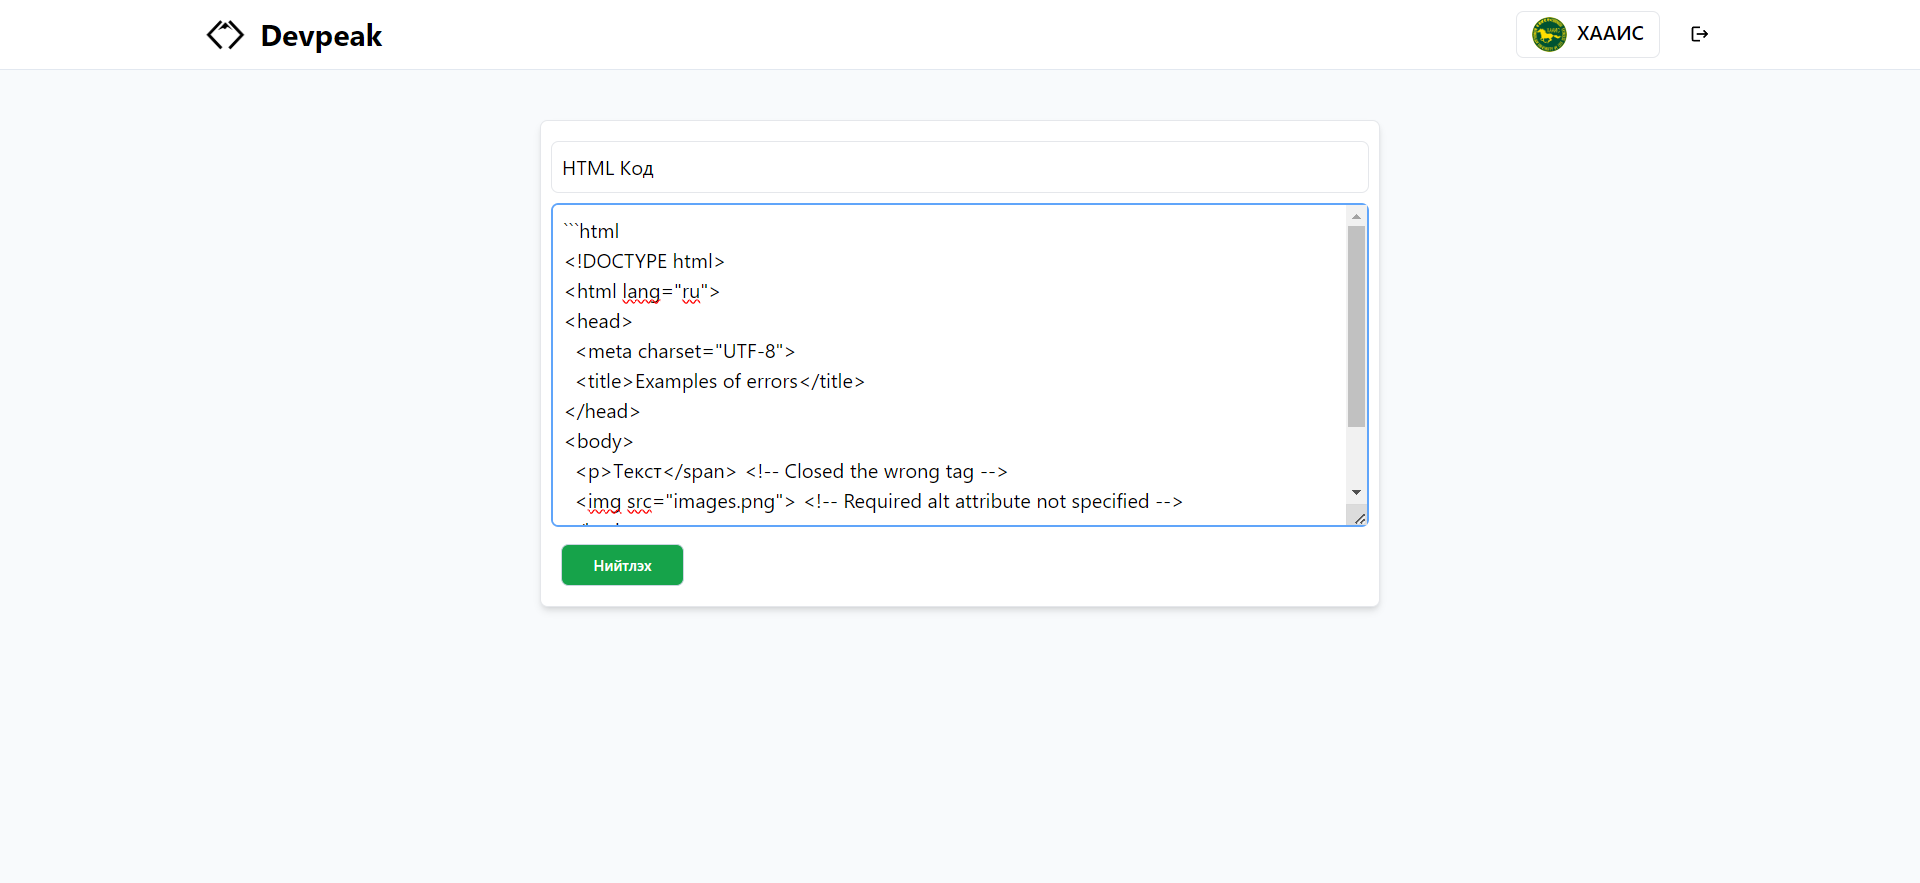 Devpeak
ХААИС
HTML Код
```html
<!DOCTYPE html>
<html lang="ru">
<head>
  <meta charset="UTF-8">
  <title>Examples of errors</title>
</head>
<body>
  <p>Текст</span> <!-- Closed the wrong tag -->
  <img src="images.png"> <!-- Required alt attribute not specified -->
Нийтлэх